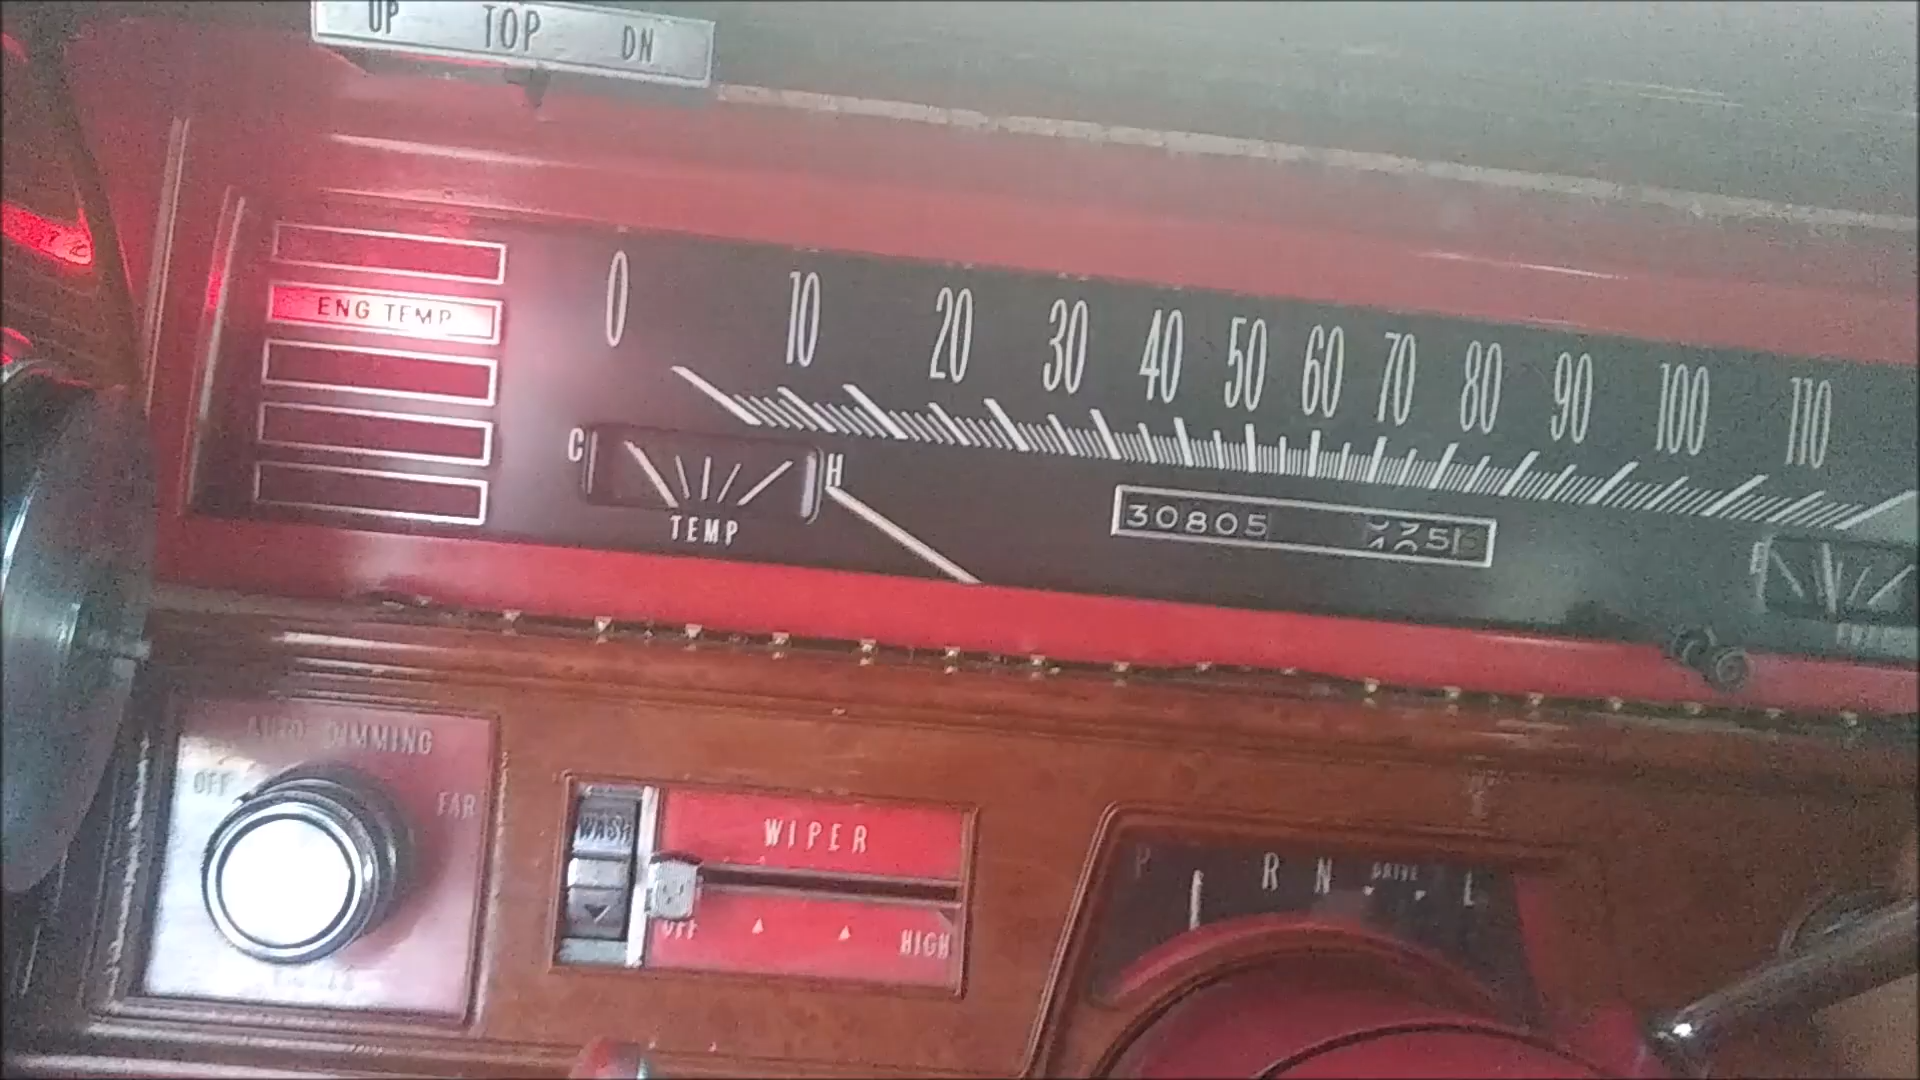 UP TOP DN
0 10 20 30 40 50 60 70 80 90 100 110
ENG TEMP
C H
TEMP
30805
51
AUTO DIMMING
OFF FAR
WASH
WIPER
OFF HIGH
P R N DRIVE L